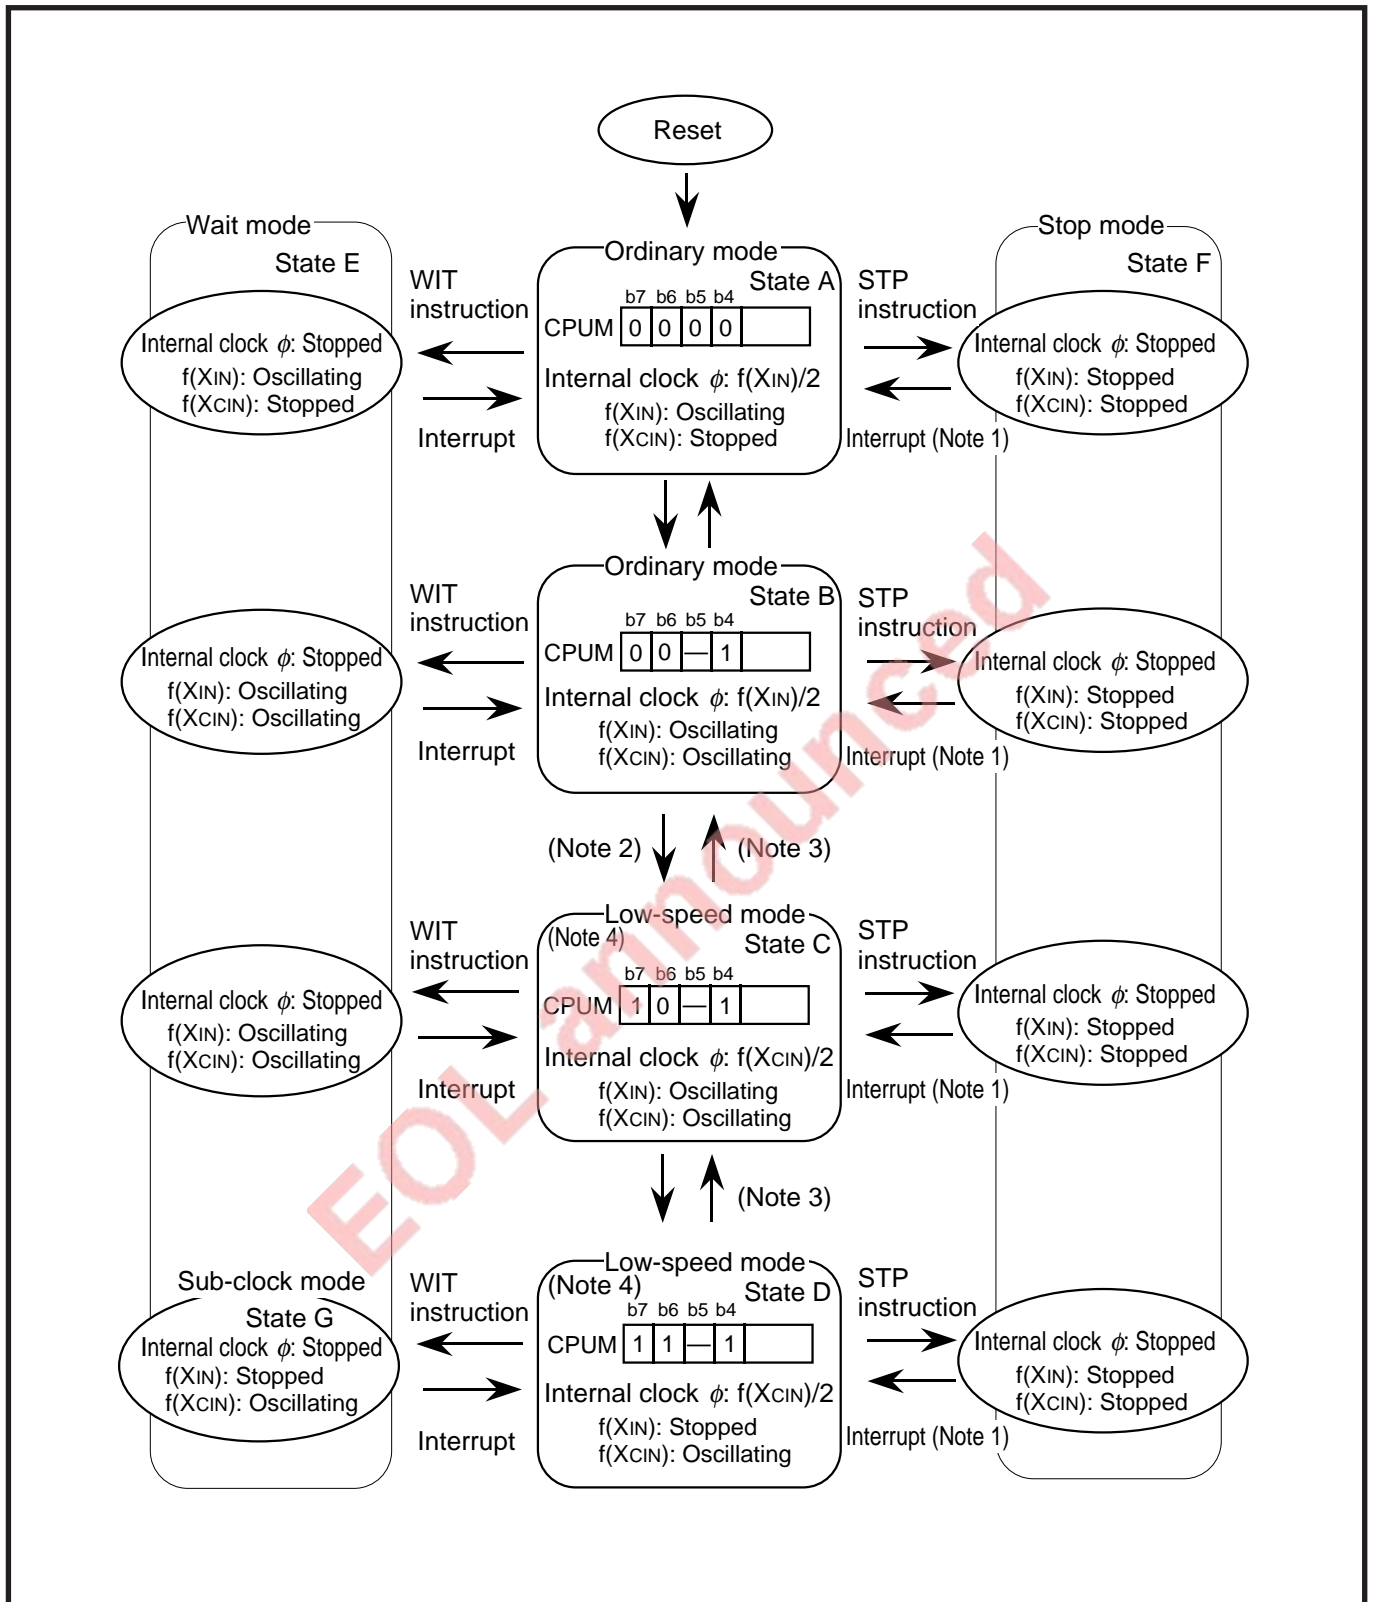 Reset
Wait mode
State E
WIT
instruction
Internal clock ϕ: Stopped
f(XIN): Oscillating
f(XCIN): Stopped
Interrupt
Ordinary mode
State A
b7 b6 b5 b4
CPUM 0 0 0 0
Internal clock ϕ: f(XIN)/2
f(XIN): Oscillating
f(XCIN): Stopped
Stop mode
State F
STP
instruction
Internal clock ϕ: Stopped
f(XIN): Stopped
f(XCIN): Stopped
Interrupt (Note 1)
WIT
instruction
Internal clock ϕ: Stopped
f(XIN): Oscillating
f(XCIN): Oscillating
Interrupt
Ordinary mode
State B
b7 b6 b5 b4
CPUM 0 0 — 1
Internal clock ϕ: f(XIN)/2
f(XIN): Oscillating
f(XCIN): Oscillating
STP
instruction
Internal clock ϕ: Stopped
f(XIN): Stopped
f(XCIN): Stopped
Interrupt (Note 1)
(Note 2) (Note 3)
WIT
instruction
Internal clock ϕ: Stopped
f(XIN): Oscillating
f(XCIN): Oscillating
Interrupt
Low-speed mode
(Note 4)
State C
b7 b6 b5 b4
CPUM 1 0 — 1
Internal clock ϕ: f(XCIN)/2
f(XIN): Oscillating
f(XCIN): Oscillating
STP
instruction
Internal clock ϕ: Stopped
f(XIN): Stopped
f(XCIN): Stopped
Interrupt (Note 1)
(Note 3)
Sub-clock mode
State G
WIT
instruction
Internal clock ϕ: Stopped
f(XIN): Stopped
f(XCIN): Oscillating
Interrupt
Low-speed mode
(Note 4)
State D
b7 b6 b5 b4
CPUM 1 1 — 1
Internal clock ϕ: f(XCIN)/2
f(XIN): Stopped
f(XCIN): Oscillating
STP
instruction
Internal clock ϕ: Stopped
f(XIN): Stopped
f(XCIN): Stopped
Interrupt (Note 1)
EOL announced